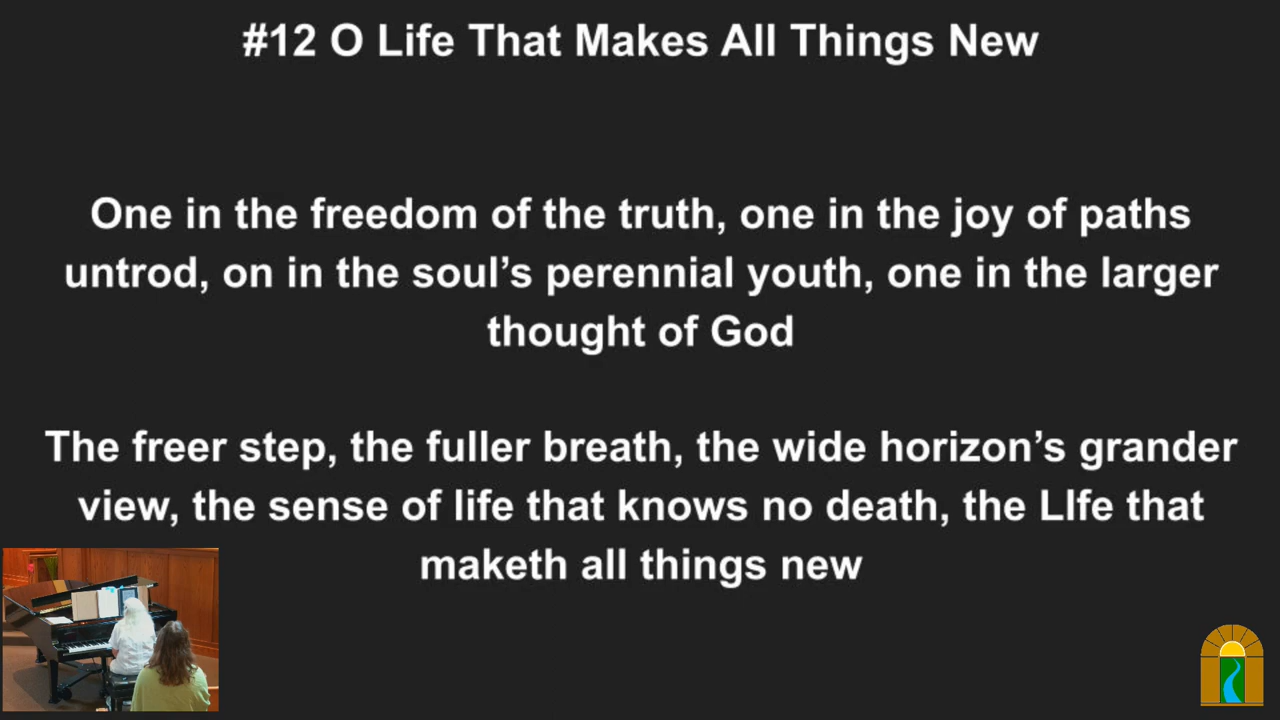 #12 O Life That Makes All Things New
One in the freedom of the truth, one in the joy of paths
untrod, on in the soul’s perennial youth, one in the larger
thought of God
The freer step, the fuller breath, the wide horizon’s grander
view, the sense of life that knows no death, the LIfe that
maketh all things new